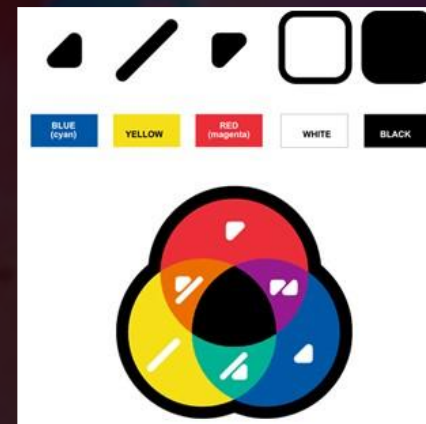 BLUE
(cyan)
YELLOW
RED
(magenta)
WHITE
BLACK